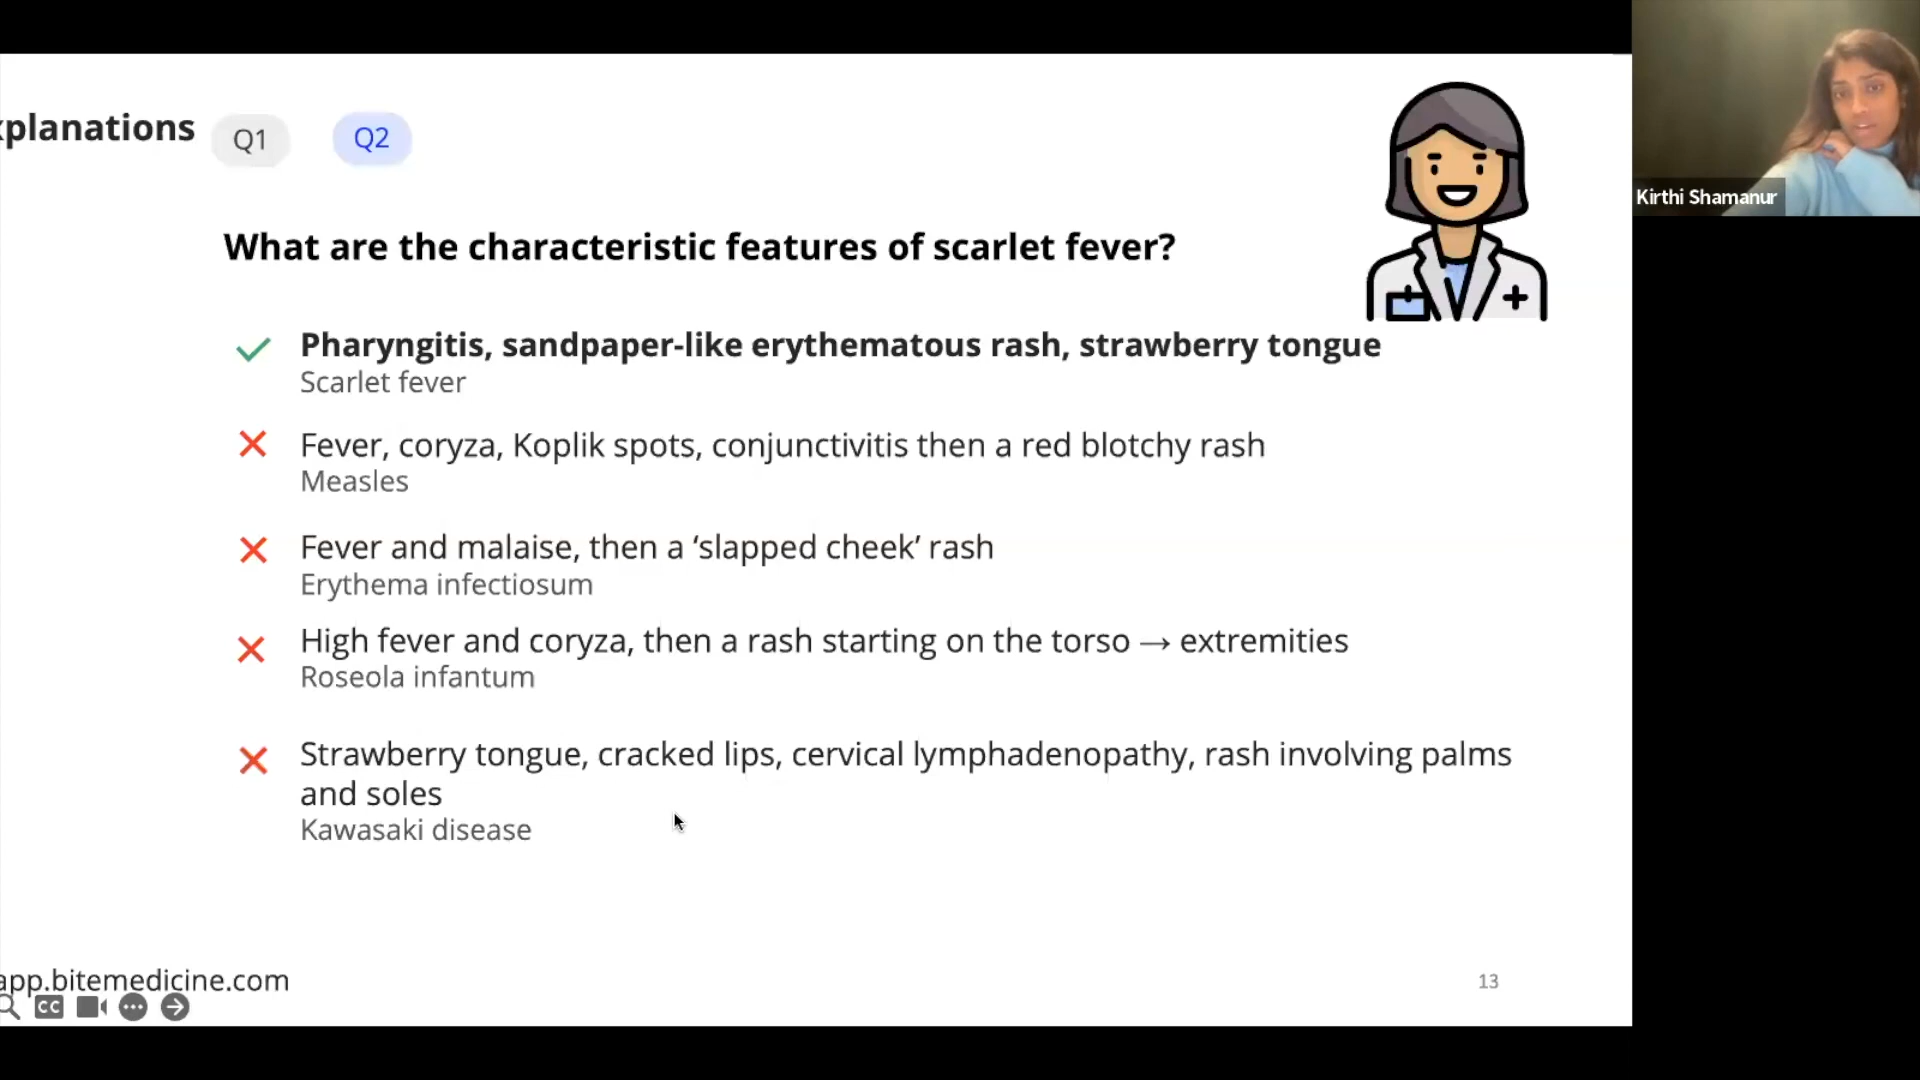 xplanations
Q1
Q2
Kirthi Shamanur
What are the characteristic features of scarlet fever?
Pharyngitis, sandpaper-like erythematous rash, strawberry tongue
Scarlet fever
Fever, coryza, Koplik spots, conjunctivitis then a red blotchy rash
Measles
Fever and malaise, then a ‘slapped cheek’ rash
Erythema infectiosum
High fever and coryza, then a rash starting on the torso → extremities
Roseola infantum
Strawberry tongue, cracked lips, cervical lymphadenopathy, rash involving palms
and soles
Kawasaki disease
app.bitemedicine.com
13
CC